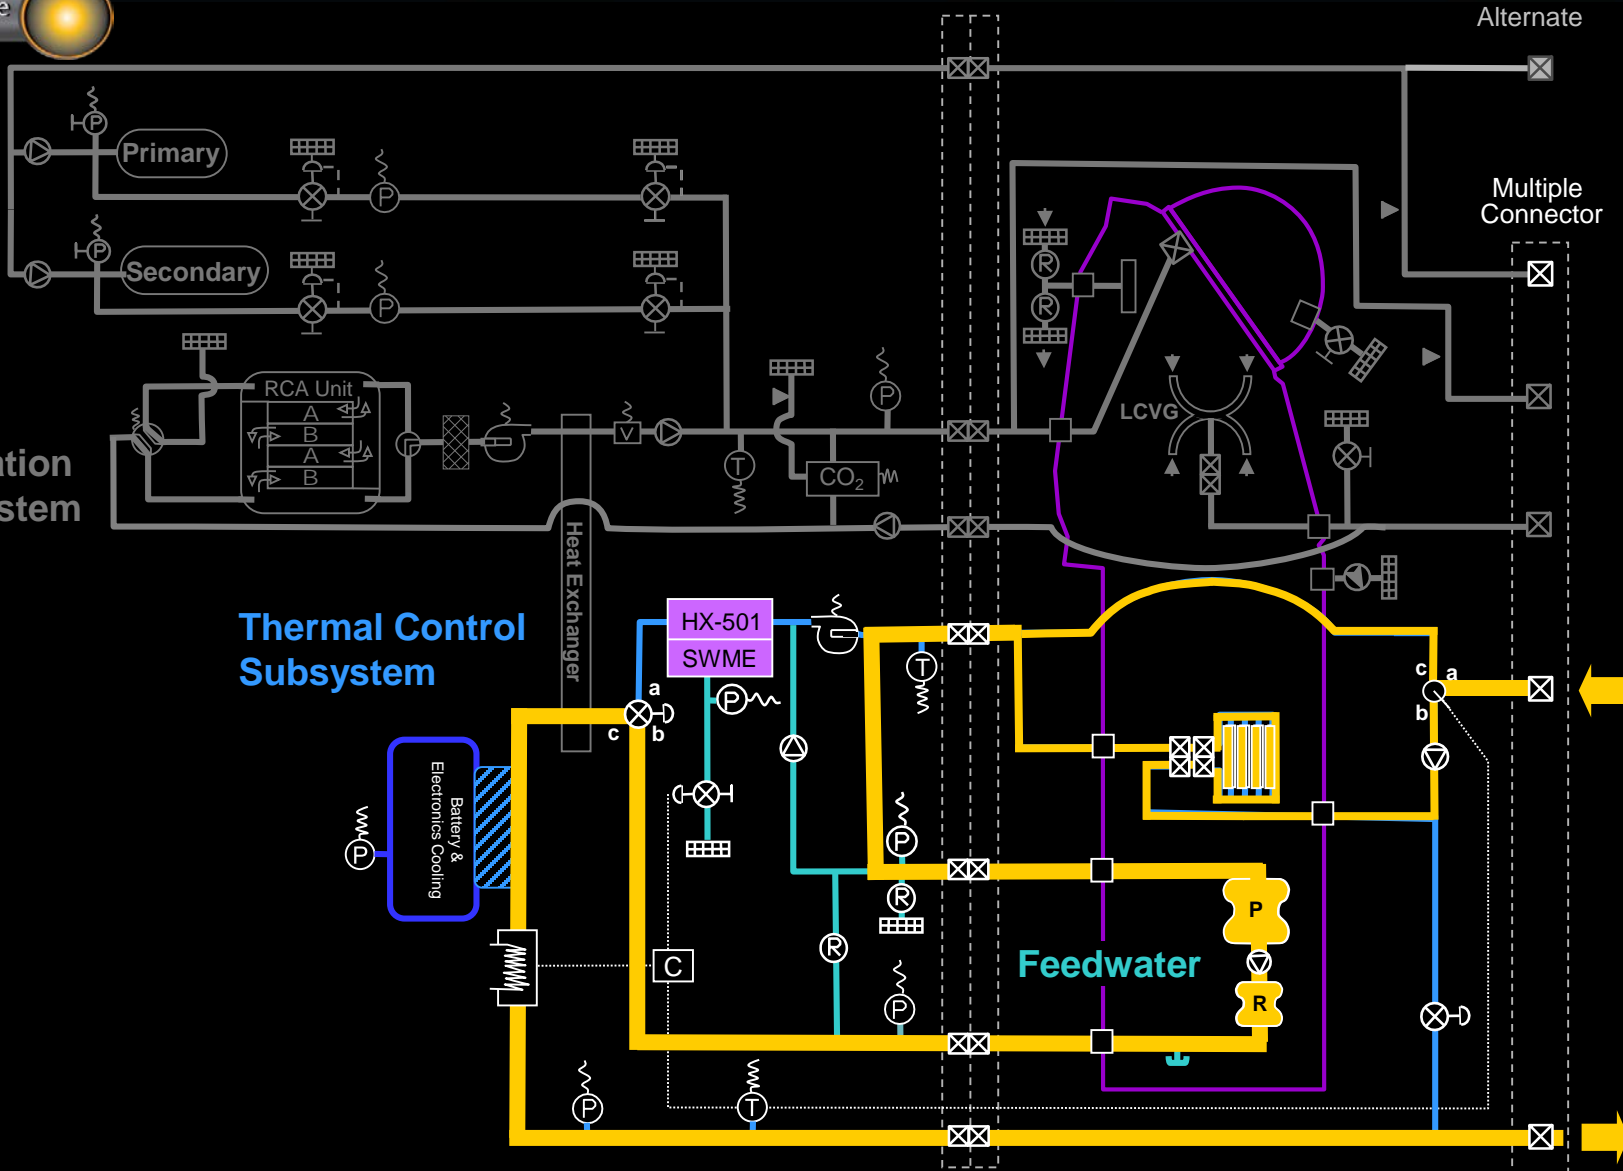 e
Alternate
P
Primary
Multiple
Connector
P
P
P
Secondary
P
R
R
RCA Unit
A
B
A
B
P
LCVG
V
T
CO2
ation
stem
Heat Exchanger
Thermal Control
Subsystem
HX-501
SWME
T
P
a
c
b
c
a
b
Battery &
Electronics Cooling
P
P
R
P
R
Feedwater
C
R
P
P
T